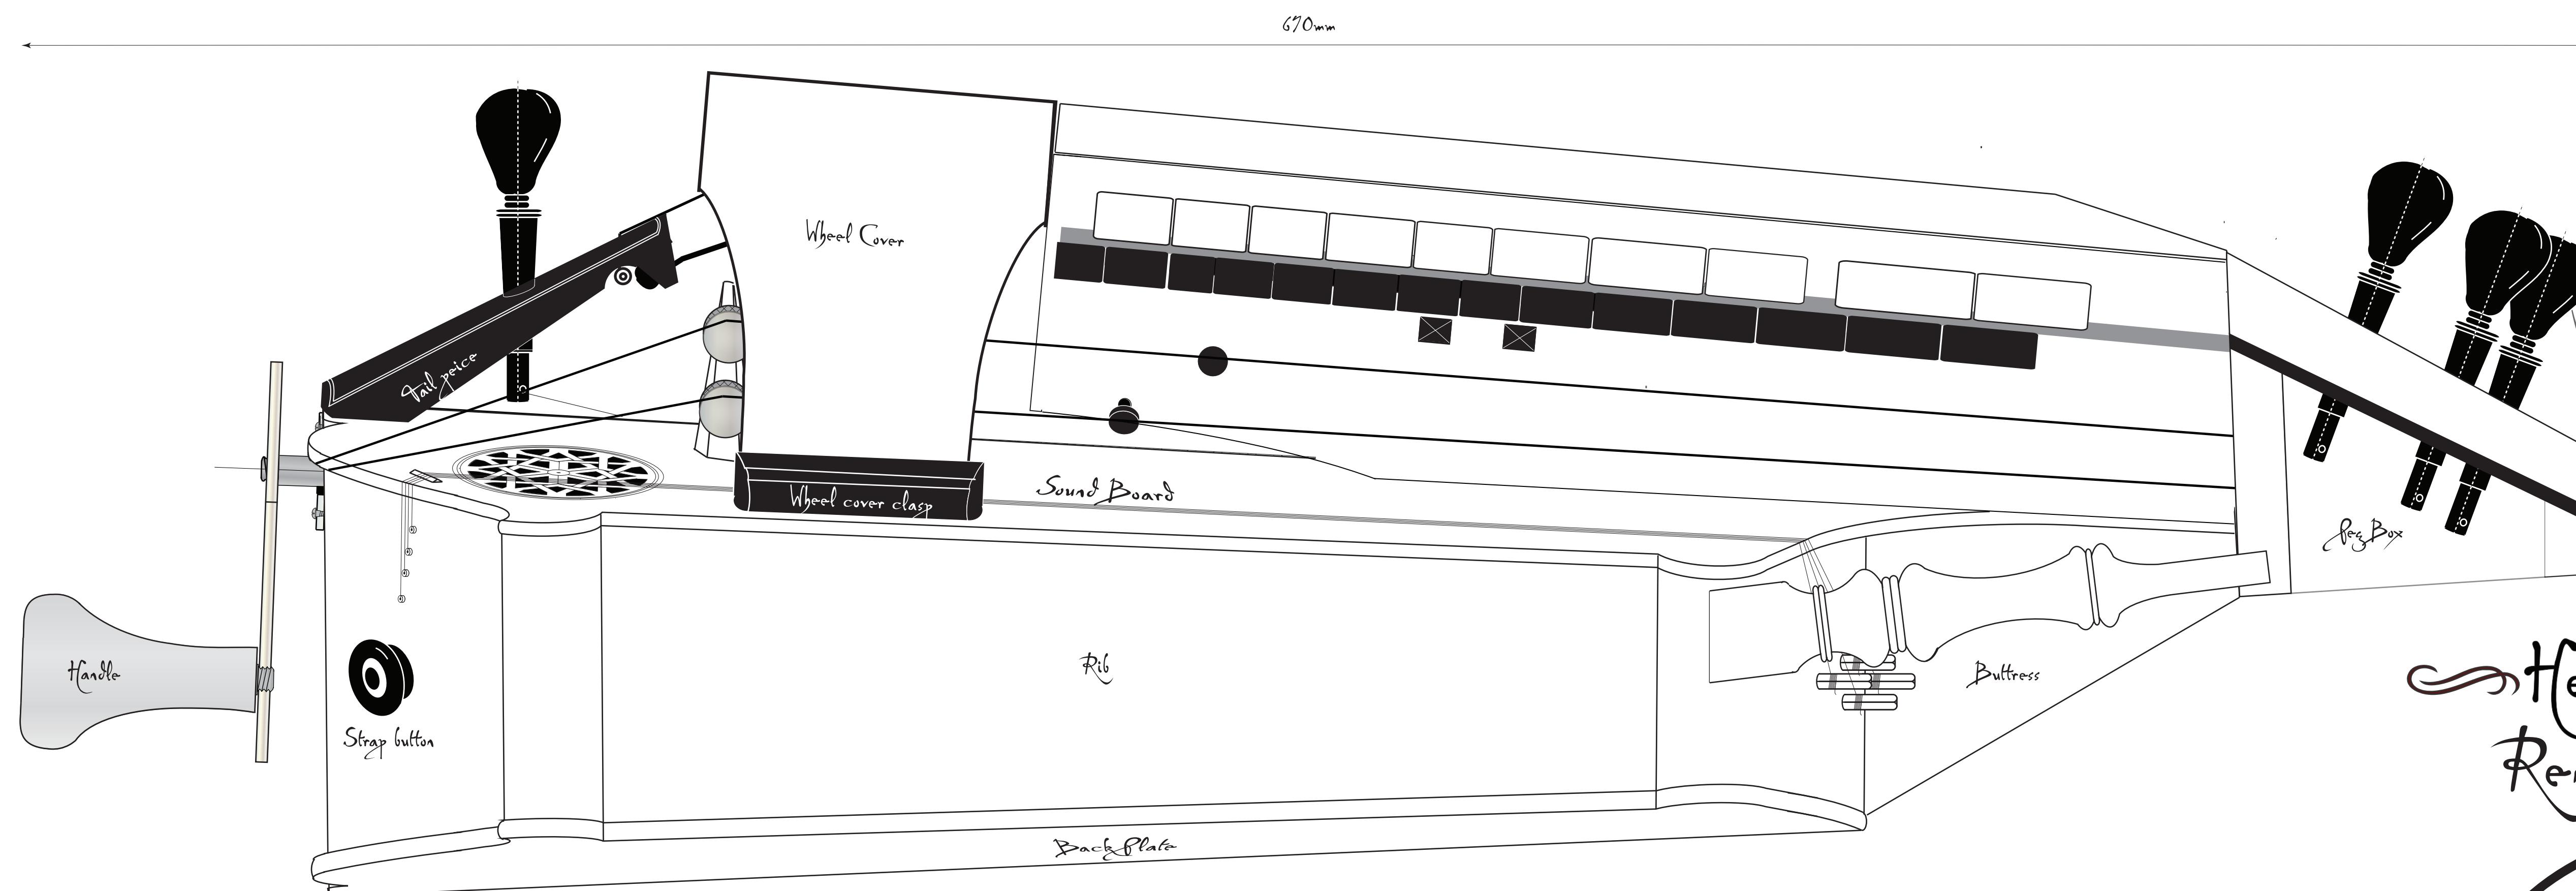 670mm
Wheel Cover
Tail peice
Wheel cover clasp
Sound Board
Peg Box
Handle
Rib
Buttress
Strap button
Back Plate